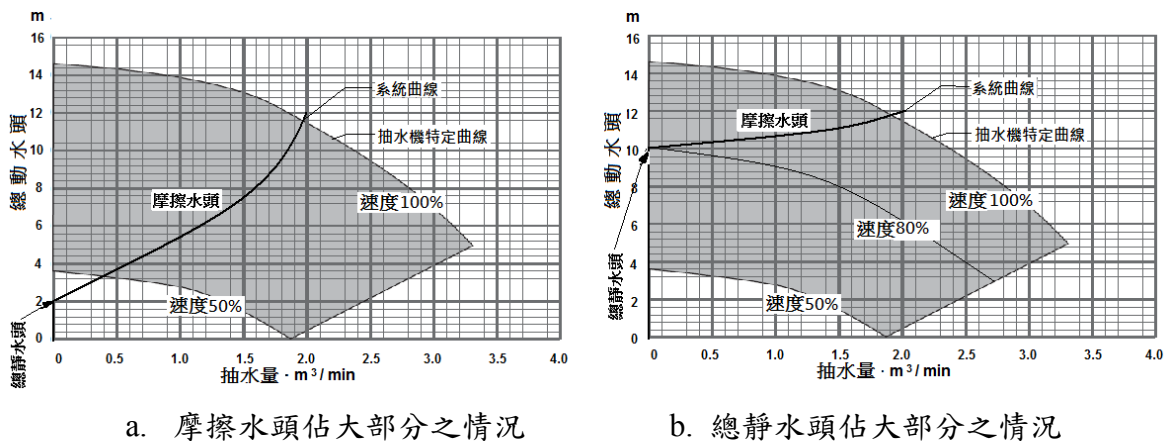 m
16
14
12
10
8
6
4
2
0
總動水頭
系統曲線
抽水機特定曲線
摩擦水頭
速度100%
速度50%
總靜水頭
0 0.5 1.0 1.5 2.0 2.5 3.0 3.5 4.0
抽水量 · m³ / min
a. 摩擦水頭佔大部分之情況
m
16
14
12
10
8
6
4
2
0
總動水頭
系統曲線
摩擦水頭
抽水機特定曲線
速度100%
速度80%
速度50%
總靜水頭
0 0.5 1.0 1.5 2.0 2.5 3.0 3.5 4.0
抽水量 · m³ / min
b. 總靜水頭佔大部分之情況